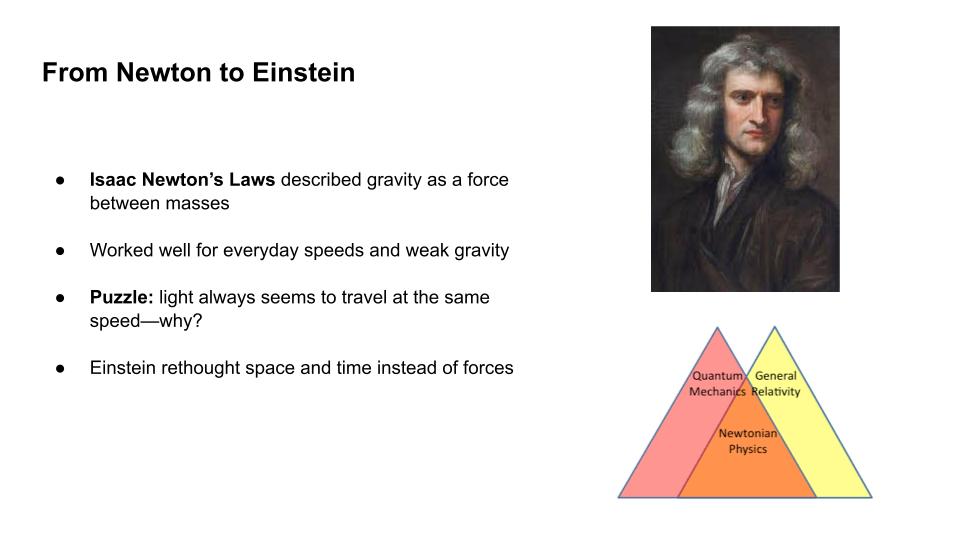 From Newton to Einstein
● Isaac Newton’s Laws described gravity as a force
between masses
● Worked well for everyday speeds and weak gravity
● Puzzle: light always seems to travel at the same
speed—why?
● Einstein rethought space and time instead of forces
Quantum
Mechanics
General
Relativity
Newtonian
Physics